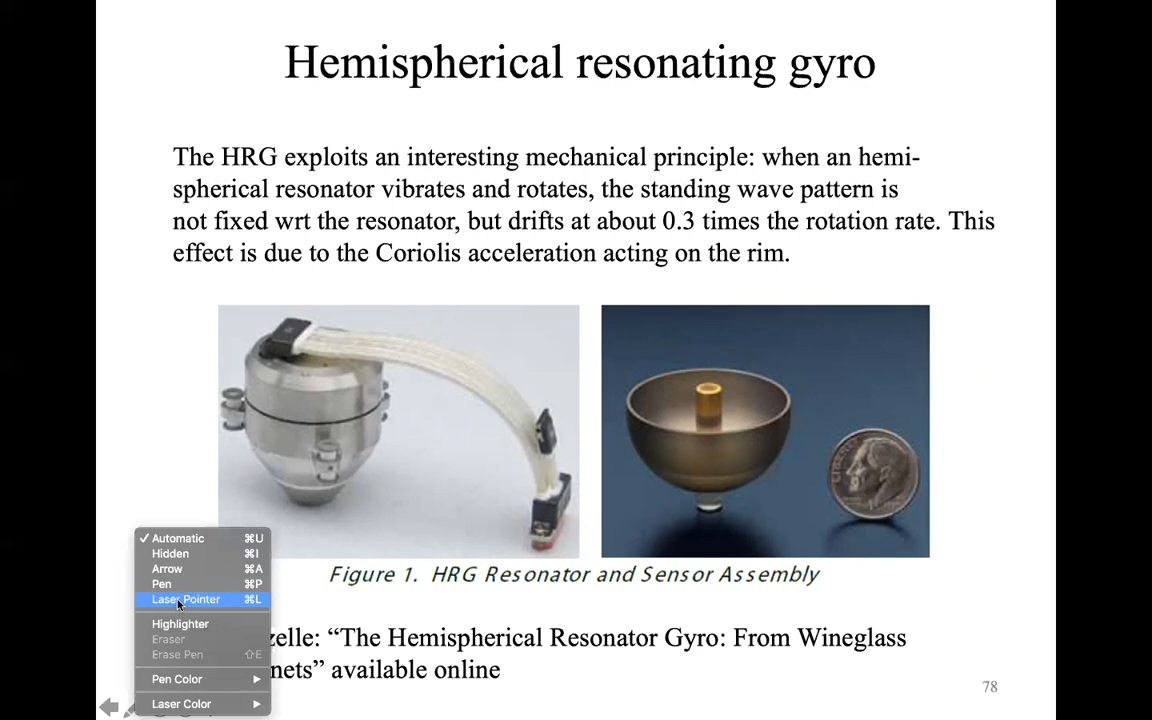 Hemispherical resonating gyro
The HRG exploits an interesting mechanical principle: when an hemi-
spherical resonator vibrates and rotates, the standing wave pattern is
not fixed wrt the resonator, but drifts at about 0.3 times the rotation rate. This
effect is due to the Coriolis acceleration acting on the rim.
LIBERTY
Figure 1. HRG Resonator and Sensor Assembly
✓ Automatic ⌘U
Hidden ⌘I
Arrow ⌘A
Pen ⌘P
Laser Pointer ⌘L
Highlighter
Eraser
Erase Pen ⇧E
Pen Color
Laser Color
zelle: “The Hemispherical Resonator Gyro: From Wineglass
nets” available online
78